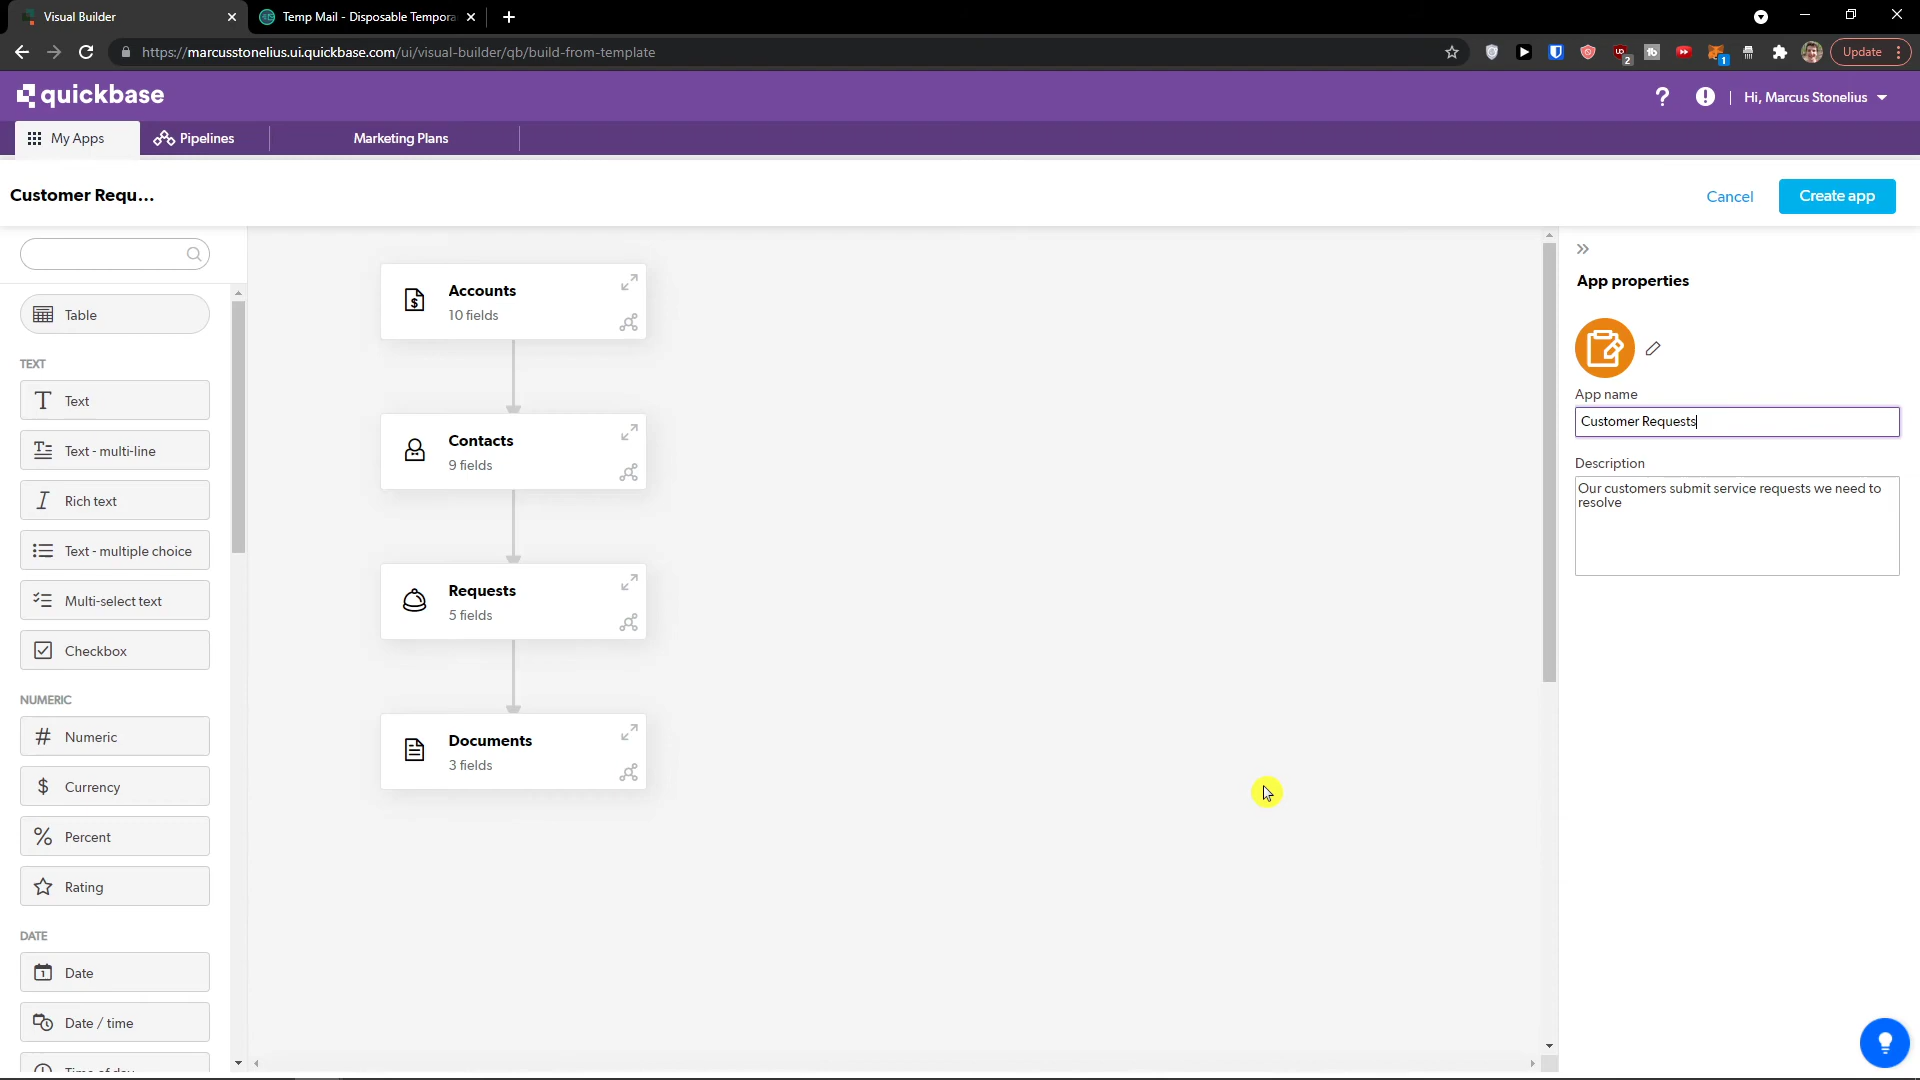 Visual Builder
Temp Mail - Disposable Tempora
https://marcusstonelius.ui.quickbase.com/ui/visual-builder/qb/build-from-template
2
1
Update
quickbase
Hi, Marcus Stonelius
My Apps
Pipelines
Marketing Plans
Customer Requ...
Cancel
Create app
Table
TEXT
Text
Text - multi-line
Rich text
Text - multiple choice
Multi-select text
Checkbox
NUMERIC
# Numeric
$ Currency
% Percent
Rating
DATE
Date
Date / time
Time of day
Accounts
10 fields
Contacts
9 fields
Requests
5 fields
Documents
3 fields
App properties
App name
Customer Requests
Description
Our customers submit service requests we need to
resolve